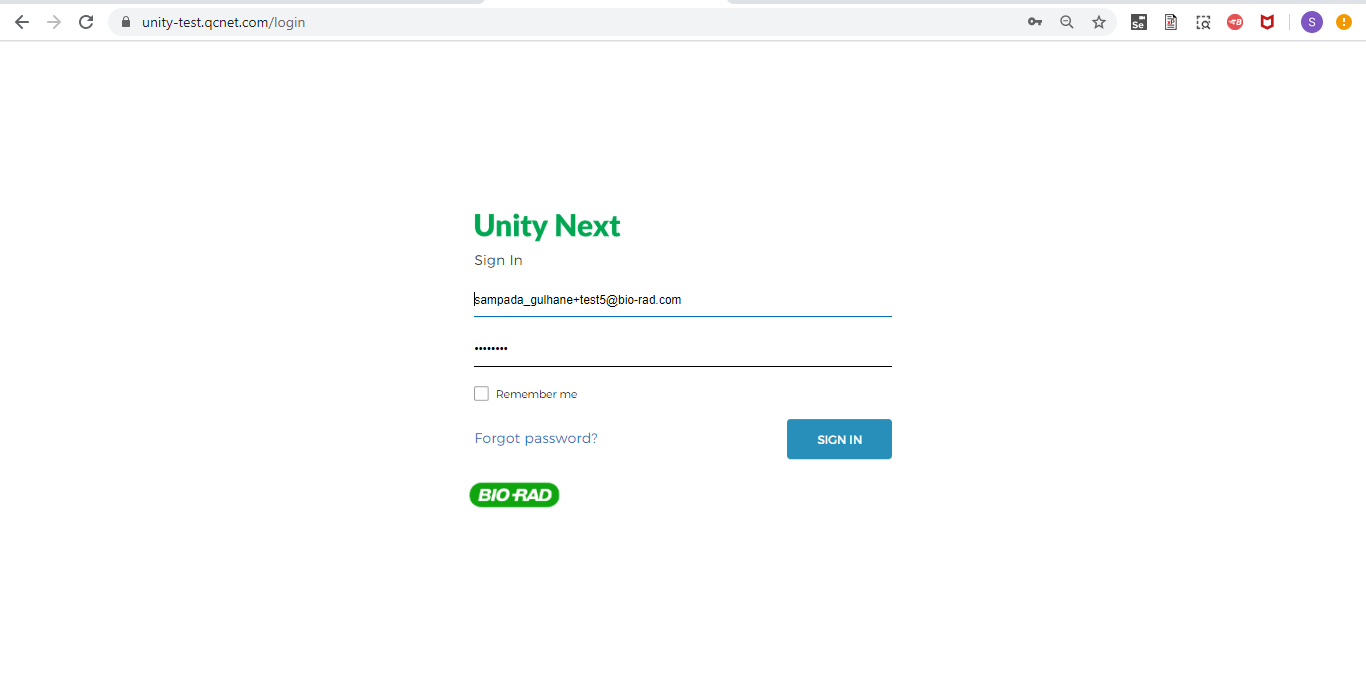 unity-test.qcnet.com/login
Se
S
Unity Next
Sign In
sampada_gulhane+test5@bio-rad.com
••••••••
Remember me
Forgot password?
SIGN IN
BIO-RAD